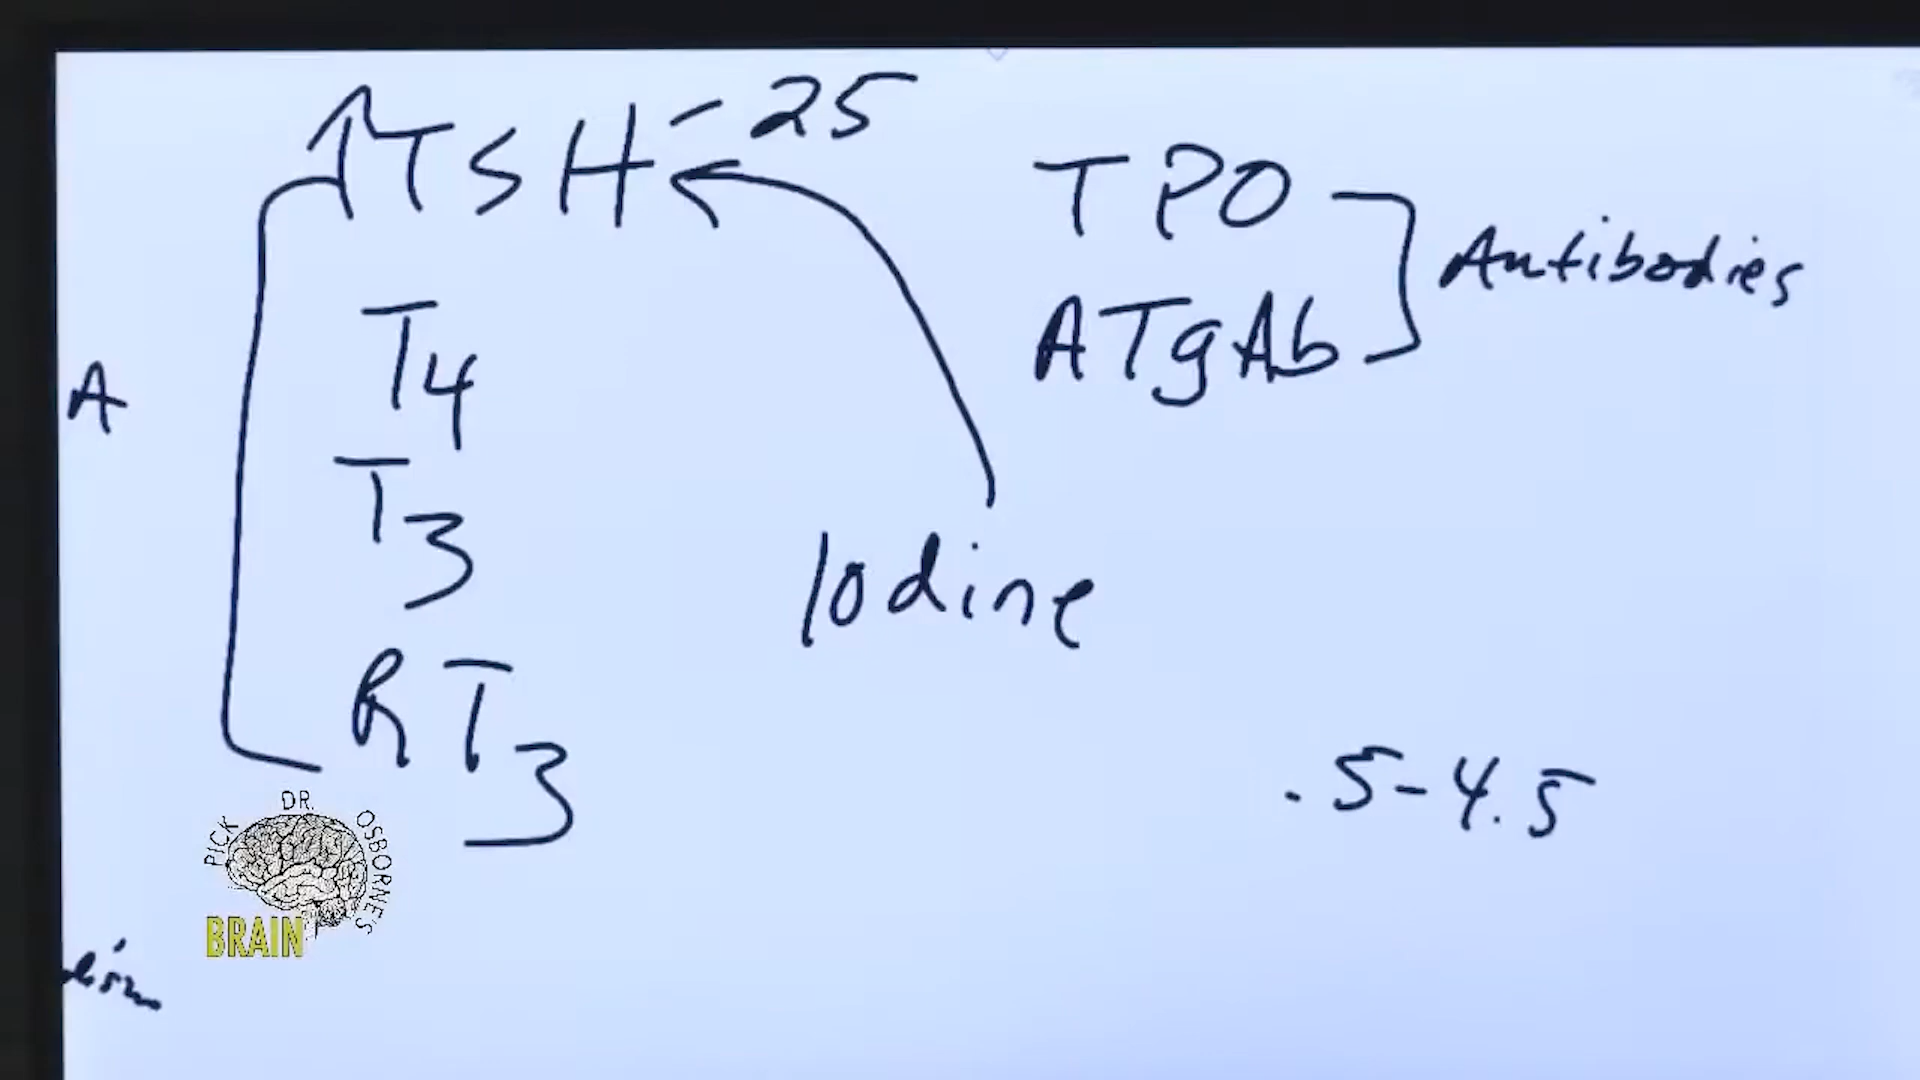 ↑TSH = 25
T4
T3
RT3
A
Iodine
TPO
ATgAb
Antibodies
.5-4.5
PICK DR. OSBORNE'S
BRAIN